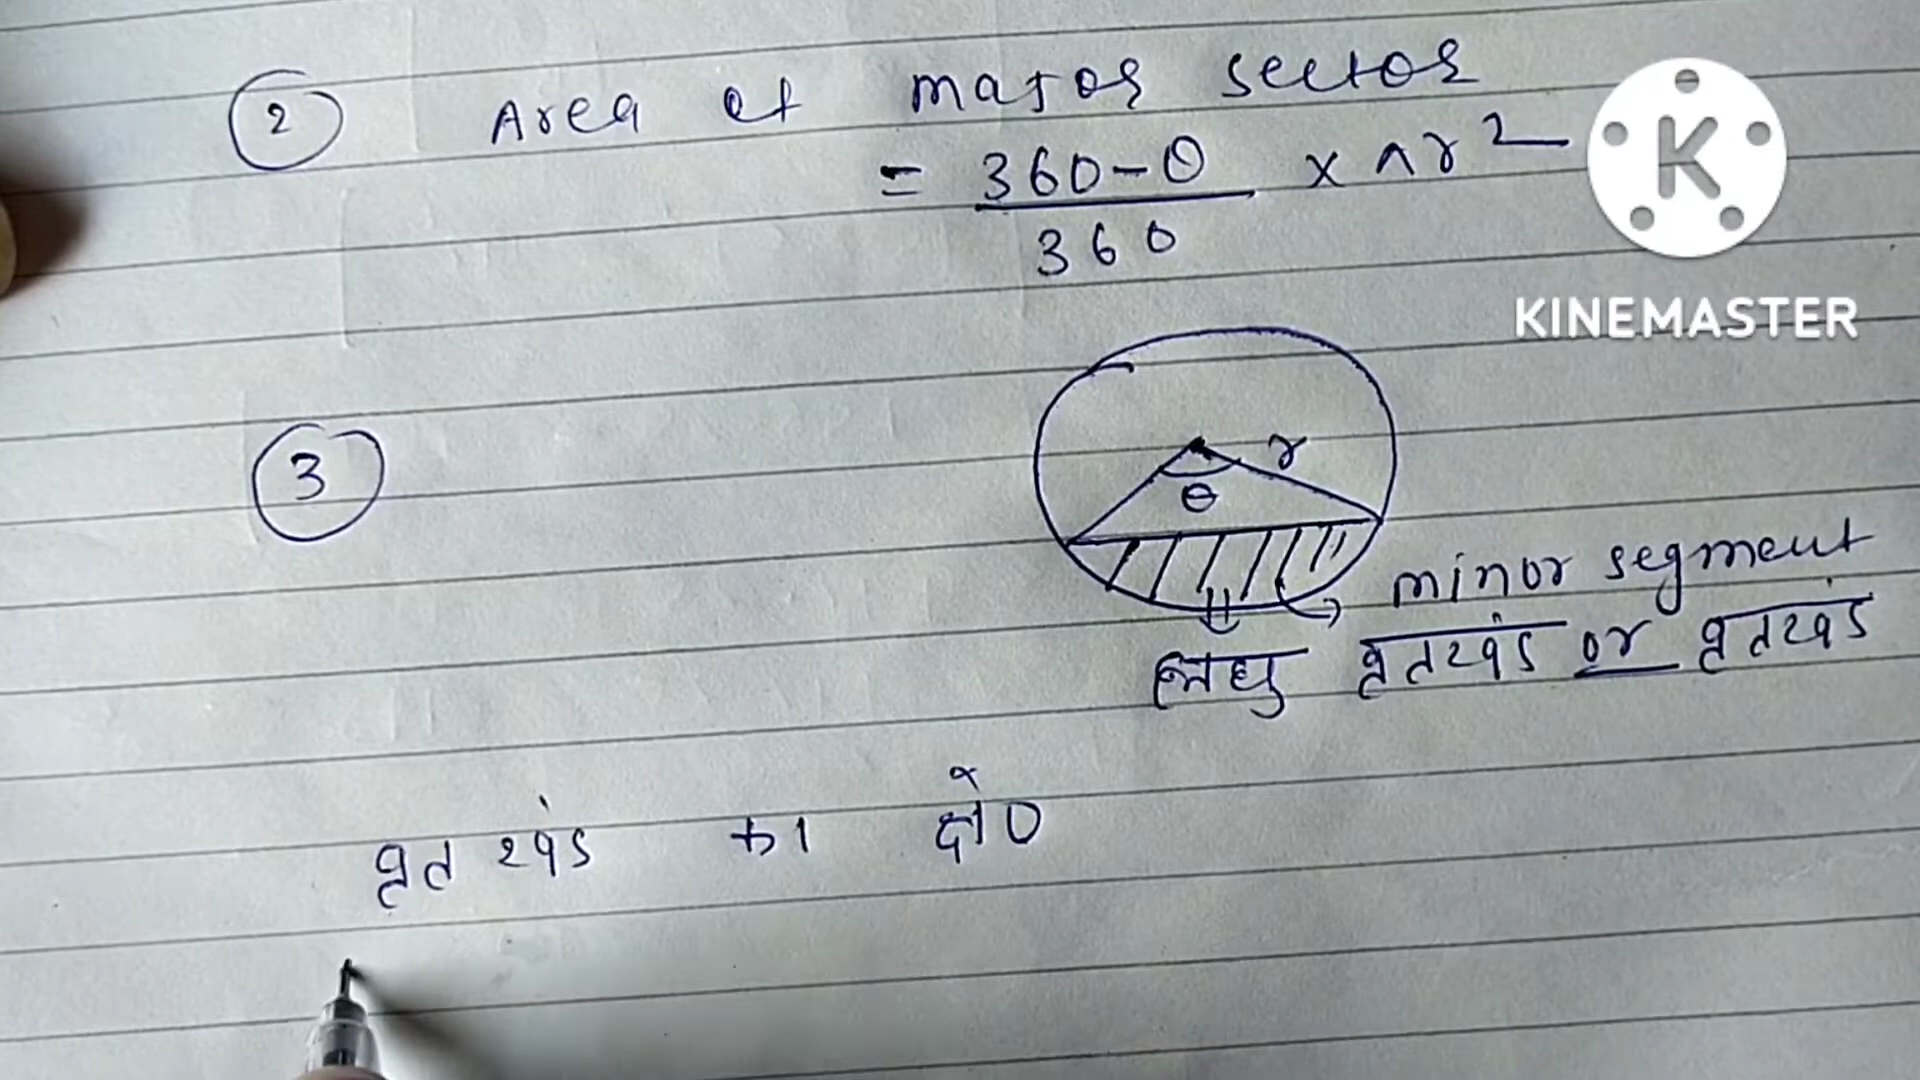 2 Area of major sector
= 360-θ / 360 × πr²
K
KINEMASTER
3
r
θ
minor segment
लघु वृतखंड or वृतखंड
वृत खंड का क्षे०